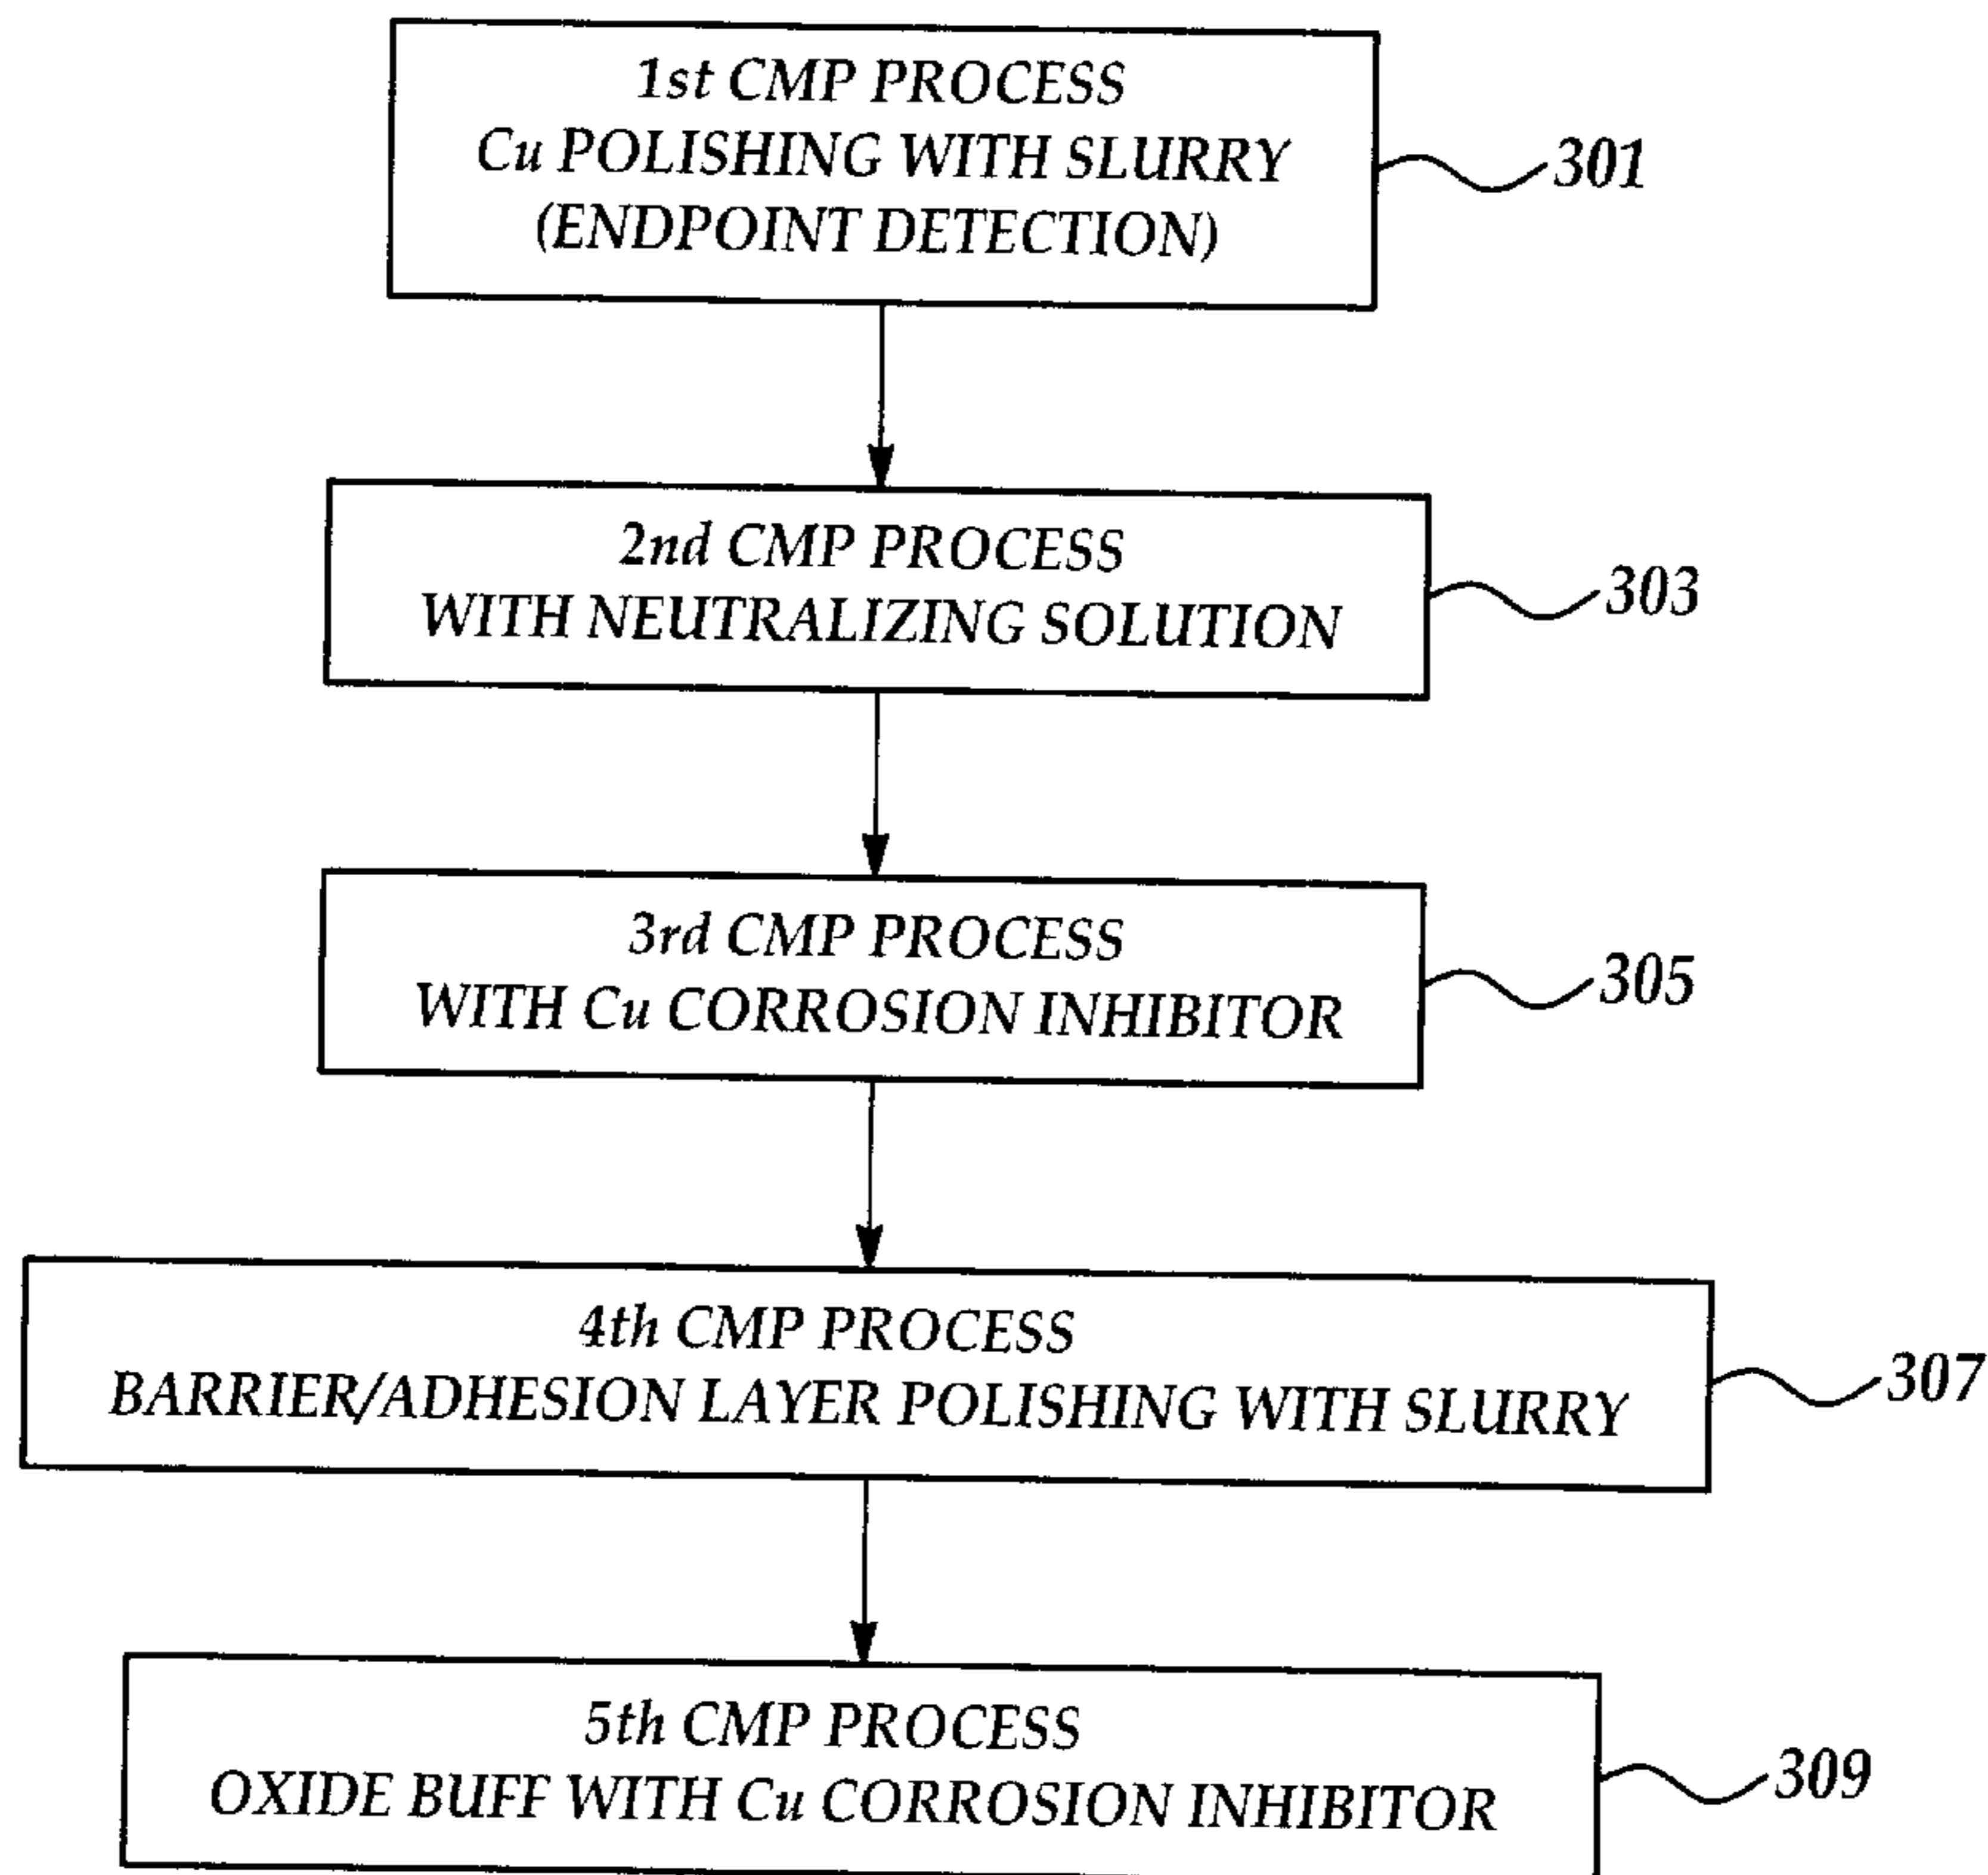 1st CMP PROCESS
Cu POLISHING WITH SLURRY
(ENDPOINT DETECTION)
301
2nd CMP PROCESS
WITH NEUTRALIZING SOLUTION
303
3rd CMP PROCESS
WITH Cu CORROSION INHIBITOR
305
4th CMP PROCESS
BARRIER/ADHESION LAYER POLISHING WITH SLURRY
307
5th CMP PROCESS
OXIDE BUFF WITH Cu CORROSION INHIBITOR
309